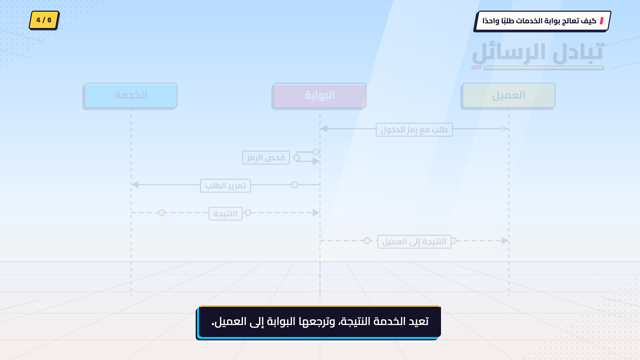 كيف تعالج بوابة الخدمات طلبًا واحدًا
4 / 6
تبادل الرسائل
العميل
البوابة
الخدمة
طلب مع رمز الدخول
فحص الرمز
تمرير الطلب
النتيجة
النتيجة إلى العميل
تعيد الخدمة النتيجة، وترجعها البوابة إلى العميل.